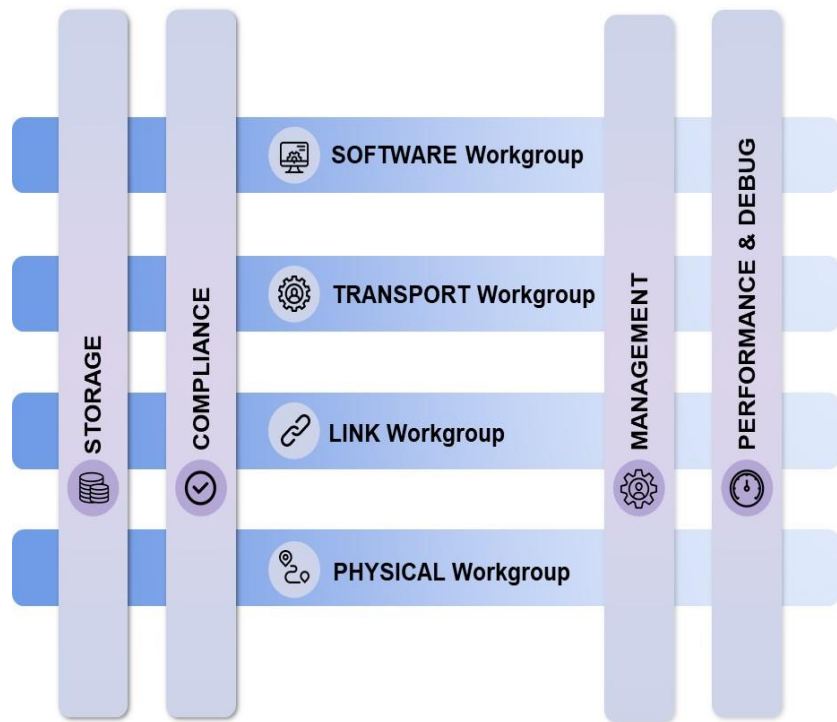 SOFTWARE Workgroup
TRANSPORT Workgroup
LINK Workgroup
PHYSICAL Workgroup
STORAGE
COMPLIANCE
MANAGEMENT
PERFORMANCE & DEBUG